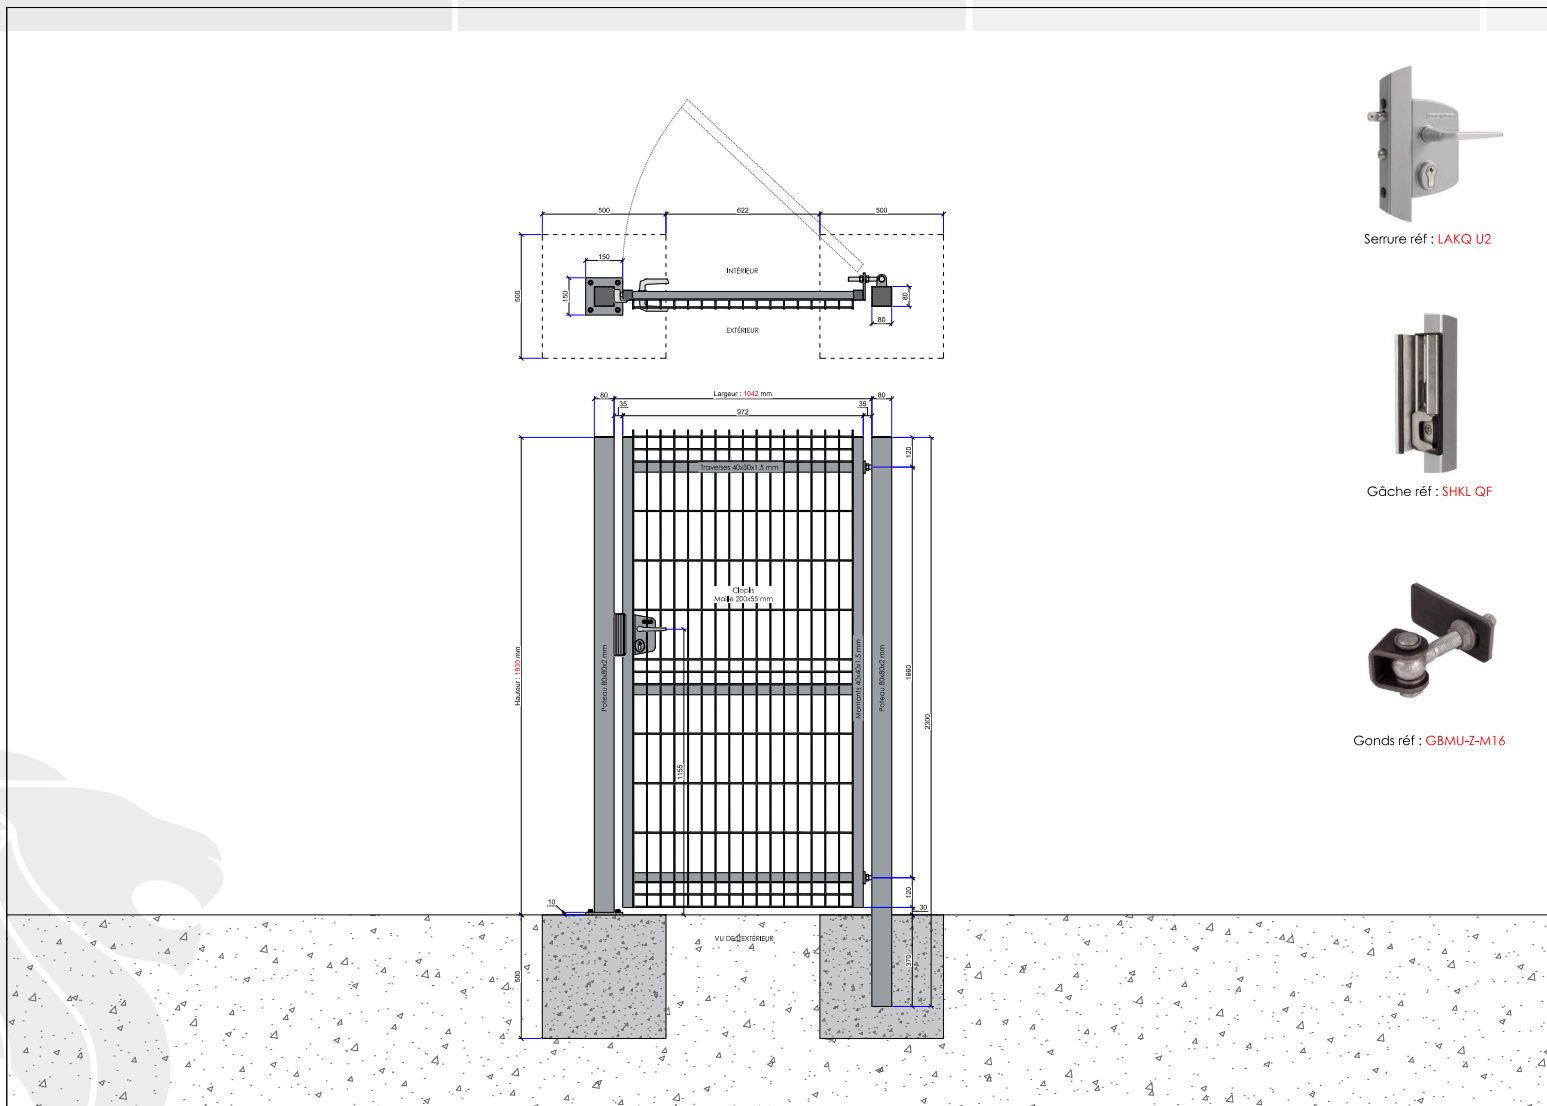 500
622
500
150
INTÉRIEUR
500
150
80
EXTÉRIEUR
80
80
Largeur : 1042 mm
80
35
35
972
120
Traverses 40x30x1.5 mm
Cloplis
Maille 200x55 mm
Hauteur : 1930 mm
Poteau 80x80x2 mm
Montants 40x40x1.5 mm
Poteau 80x80x2 mm
1660
2300
1155
120
10
30
VU DE L'EXTÉRIEUR
500
370
Serrure réf : LAKQ U2
Gâche réf : SHKL QF
Gonds réf : GBMU-Z-M16